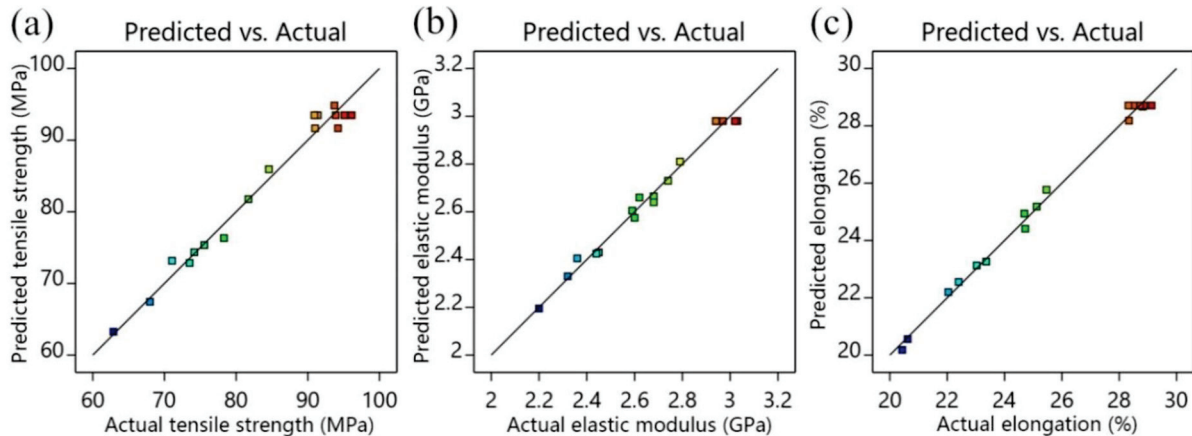 (a)
Predicted vs. Actual
Predicted tensile strength (MPa)
100
90
80
70
60
60 70 80 90 100
Actual tensile strength (MPa)
(b)
Predicted vs. Actual
Predicted elastic modulus (GPa)
3.2
3
2.8
2.6
2.4
2.2
2
2 2.2 2.4 2.6 2.8 3 3.2
Actual elastic modulus (GPa)
(c)
Predicted vs. Actual
Predicted elongation (%)
30
28
26
24
22
20
20 22 24 26 28 30
Actual elongation (%)